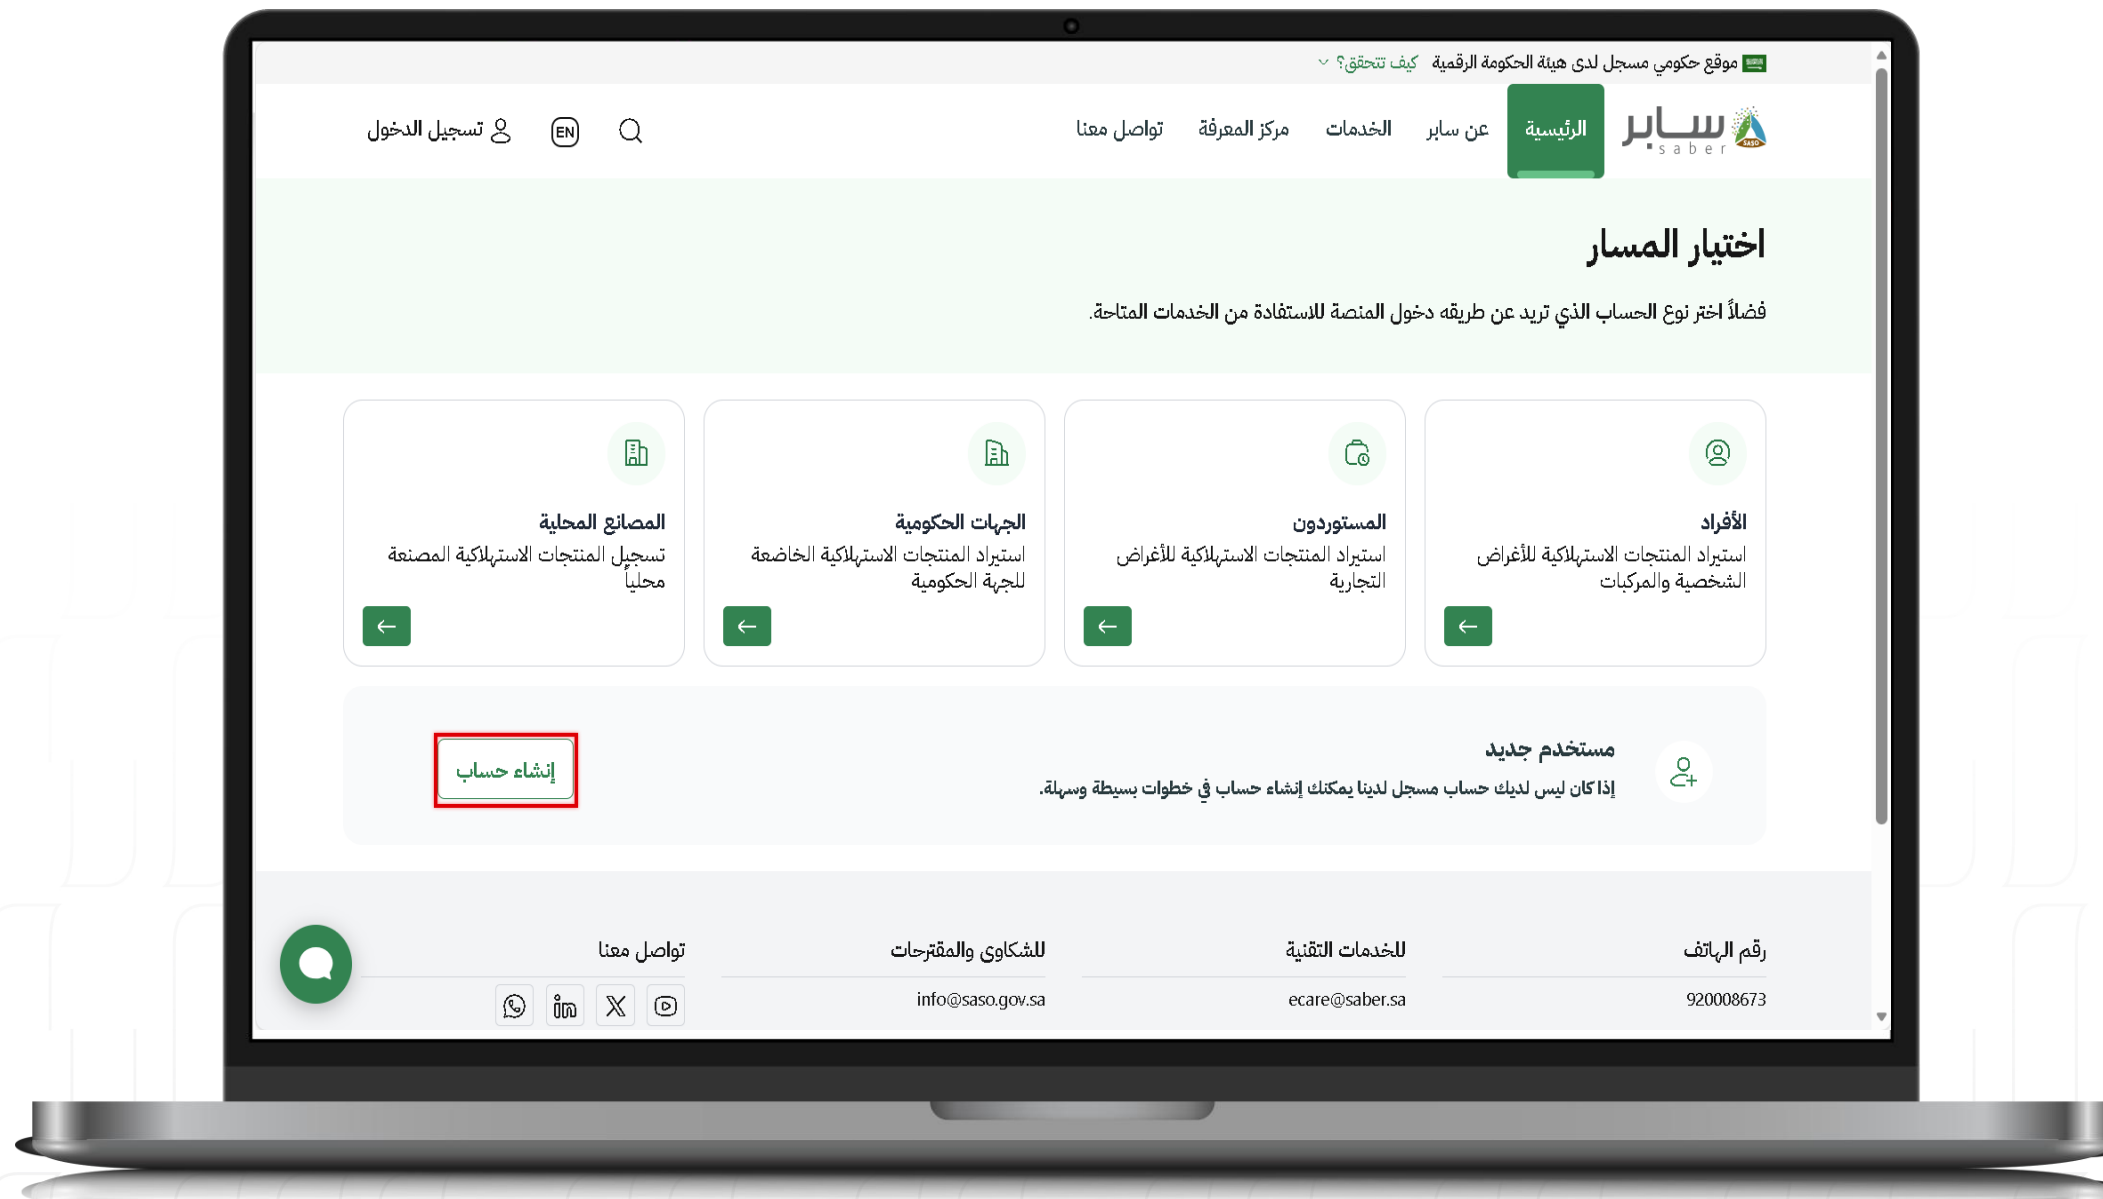 موقع حكومي مسجل لدى هيئة الحكومة الرقمية كيف تتحقق؟
سابر
saber
SASO
الرئيسية
عن سابر
الخدمات
مركز المعرفة
تواصل معنا
EN
تسجيل الدخول
اختيار المسار
فضلاً اختر نوع الحساب الذي تريد عن طريقه دخول المنصة للاستفادة من الخدمات المتاحة.
الأفراد
استيراد المنتجات الاستهلاكية للأغراض
الشخصية والمركبات
المستوردون
استيراد المنتجات الاستهلاكية للأغراض
التجارية
الجهات الحكومية
استيراد المنتجات الاستهلاكية الخاضعة
للجهة الحكومية
المصانع المحلية
تسجيل المنتجات الاستهلاكية المصنعة
محلياً
مستخدم جديد
إذا كان ليس لديك حساب مسجل لدينا يمكنك إنشاء حساب في خطوات بسيطة وسهلة.
إنشاء حساب
رقم الهاتف
920008673
للخدمات التقنية
ecare@saber.sa
للشكاوى والمقترحات
info@saso.gov.sa
تواصل معنا